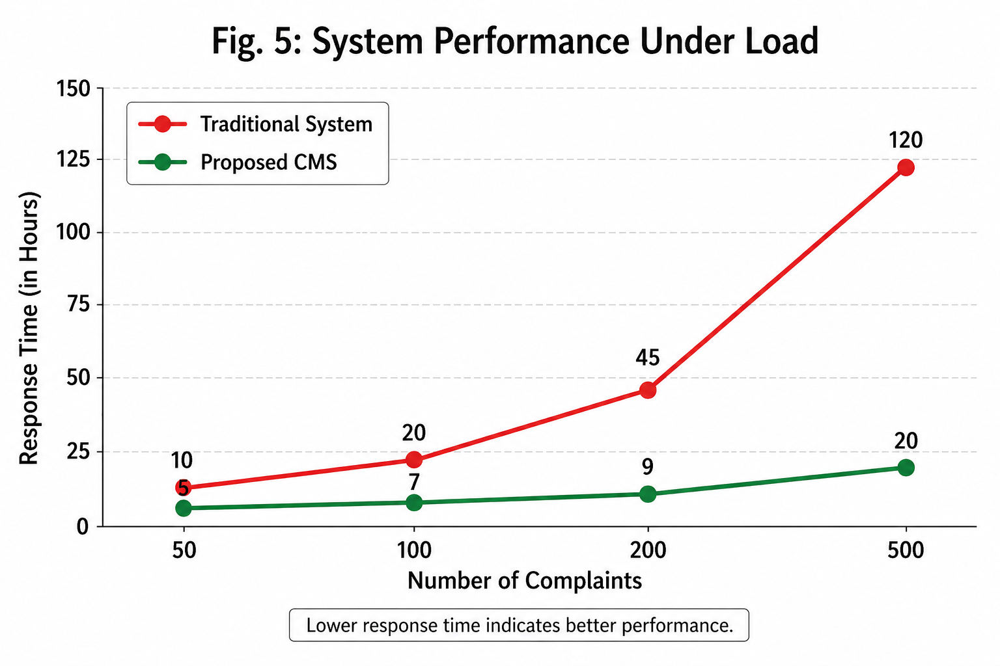 Fig. 5: System Performance Under Load
150
125
100
75
50
25
0
Response Time (in Hours)
Traditional System
Proposed CMS
120
45
20
10
20
9
7
5
50 100 200 500
Number of Complaints
Lower response time indicates better performance.